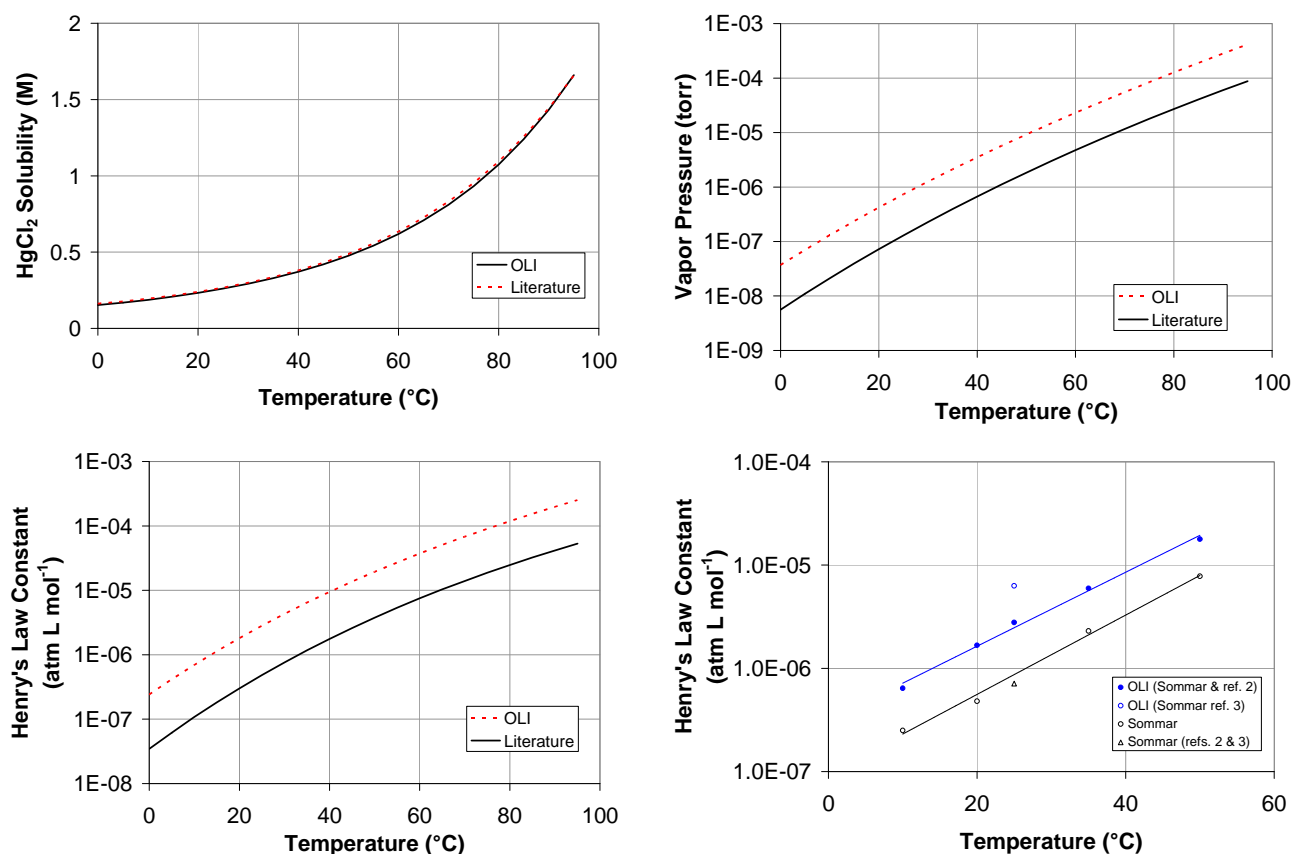 2
1.5
1
0.5
0
0 20 40 60 80 100
HgCl₂ Solubility (M)
Temperature (°C)
OLI
Literature
1E-03
1E-04
1E-05
1E-06
1E-07
1E-08
1E-09
0 20 40 60 80 100
Vapor Pressure (torr)
Temperature (°C)
OLI
Literature
1E-03
1E-04
1E-05
1E-06
1E-07
1E-08
0 20 40 60 80 100
Henry's Law Constant
(atm L mol⁻¹)
Temperature (°C)
OLI
Literature
1.0E-04
1.0E-05
1.0E-06
1.0E-07
0 20 40 60
Henry's Law Constant
(atm L mol⁻¹)
Temperature (°C)
OLI (Sommar & ref. 2)
OLI (Sommar ref. 3)
Sommar
Sommar (refs. 2 & 3)